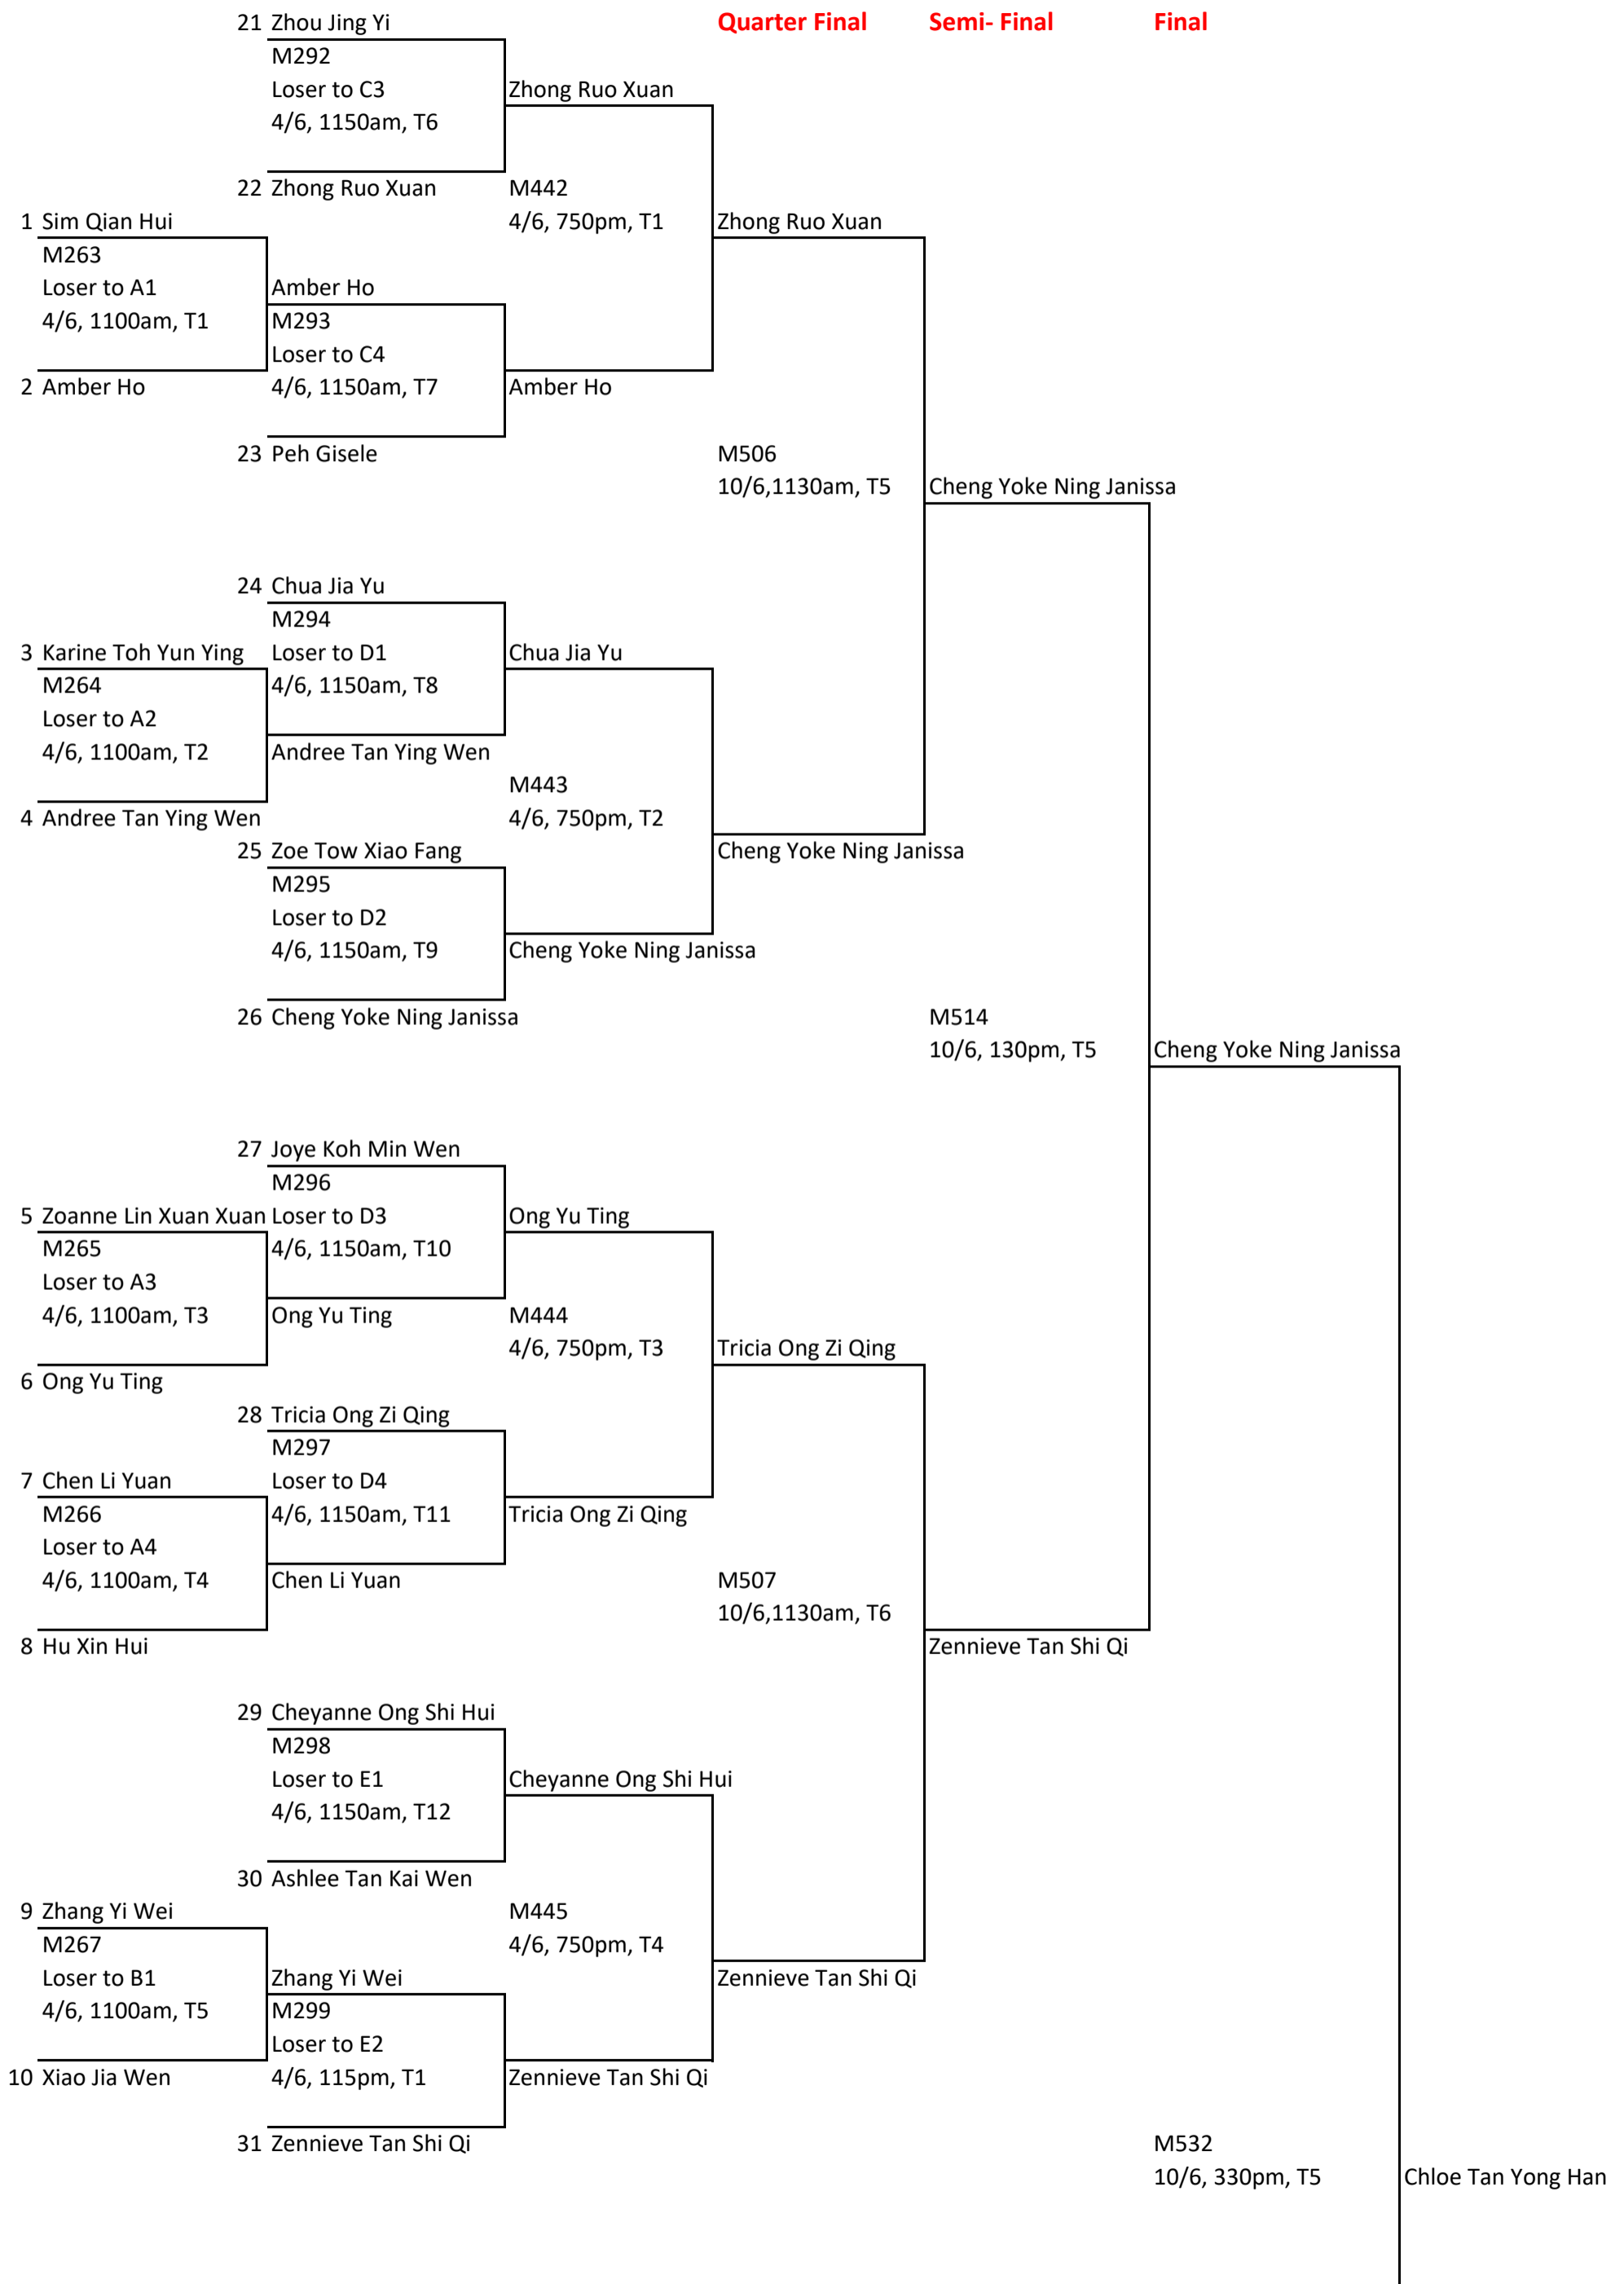 21 Zhou Jing Yi Quarter Final Semi- Final Final
M292
Loser to C3 Zhong Ruo Xuan
4/6, 1150am, T6
22 Zhong Ruo Xuan M442
1 Sim Qian Hui 4/6, 750pm, T1 Zhong Ruo Xuan
M263
Loser to A1 Amber Ho
4/6, 1100am, T1 M293
Loser to C4
2 Amber Ho 4/6, 1150am, T7 Amber Ho
23 Peh Gisele M506
10/6,1130am, T5 Cheng Yoke Ning Janissa
24 Chua Jia Yu
M294
3 Karine Toh Yun Ying Loser to D1 Chua Jia Yu
M264 4/6, 1150am, T8
Loser to A2
4/6, 1100am, T2 Andree Tan Ying Wen
M443
4 Andree Tan Ying Wen 4/6, 750pm, T2
25 Zoe Tow Xiao Fang Cheng Yoke Ning Janissa
M295
Loser to D2
4/6, 1150am, T9 Cheng Yoke Ning Janissa
26 Cheng Yoke Ning Janissa M514
10/6, 130pm, T5 Cheng Yoke Ning Janissa
27 Joye Koh Min Wen
M296
5 Zoanne Lin Xuan Xuan Loser to D3 Ong Yu Ting
M265 4/6, 1150am, T10
Loser to A3
4/6, 1100am, T3 Ong Yu Ting M444
4/6, 750pm, T3 Tricia Ong Zi Qing
6 Ong Yu Ting
28 Tricia Ong Zi Qing
M297
7 Chen Li Yuan Loser to D4
M266 4/6, 1150am, T11 Tricia Ong Zi Qing
Loser to A4
4/6, 1100am, T4 Chen Li Yuan M507
10/6,1130am, T6
8 Hu Xin Hui Zennieve Tan Shi Qi
29 Cheyanne Ong Shi Hui
M298
Loser to E1 Cheyanne Ong Shi Hui
4/6, 1150am, T12
30 Ashlee Tan Kai Wen
9 Zhang Yi Wei M445
M267 4/6, 750pm, T4
Loser to B1 Zhang Yi Wei Zennieve Tan Shi Qi
4/6, 1100am, T5 M299
Loser to E2
10 Xiao Jia Wen 4/6, 115pm, T1 Zennieve Tan Shi Qi
31 Zennieve Tan Shi Qi M532
10/6, 330pm, T5 Chloe Tan Yong Han